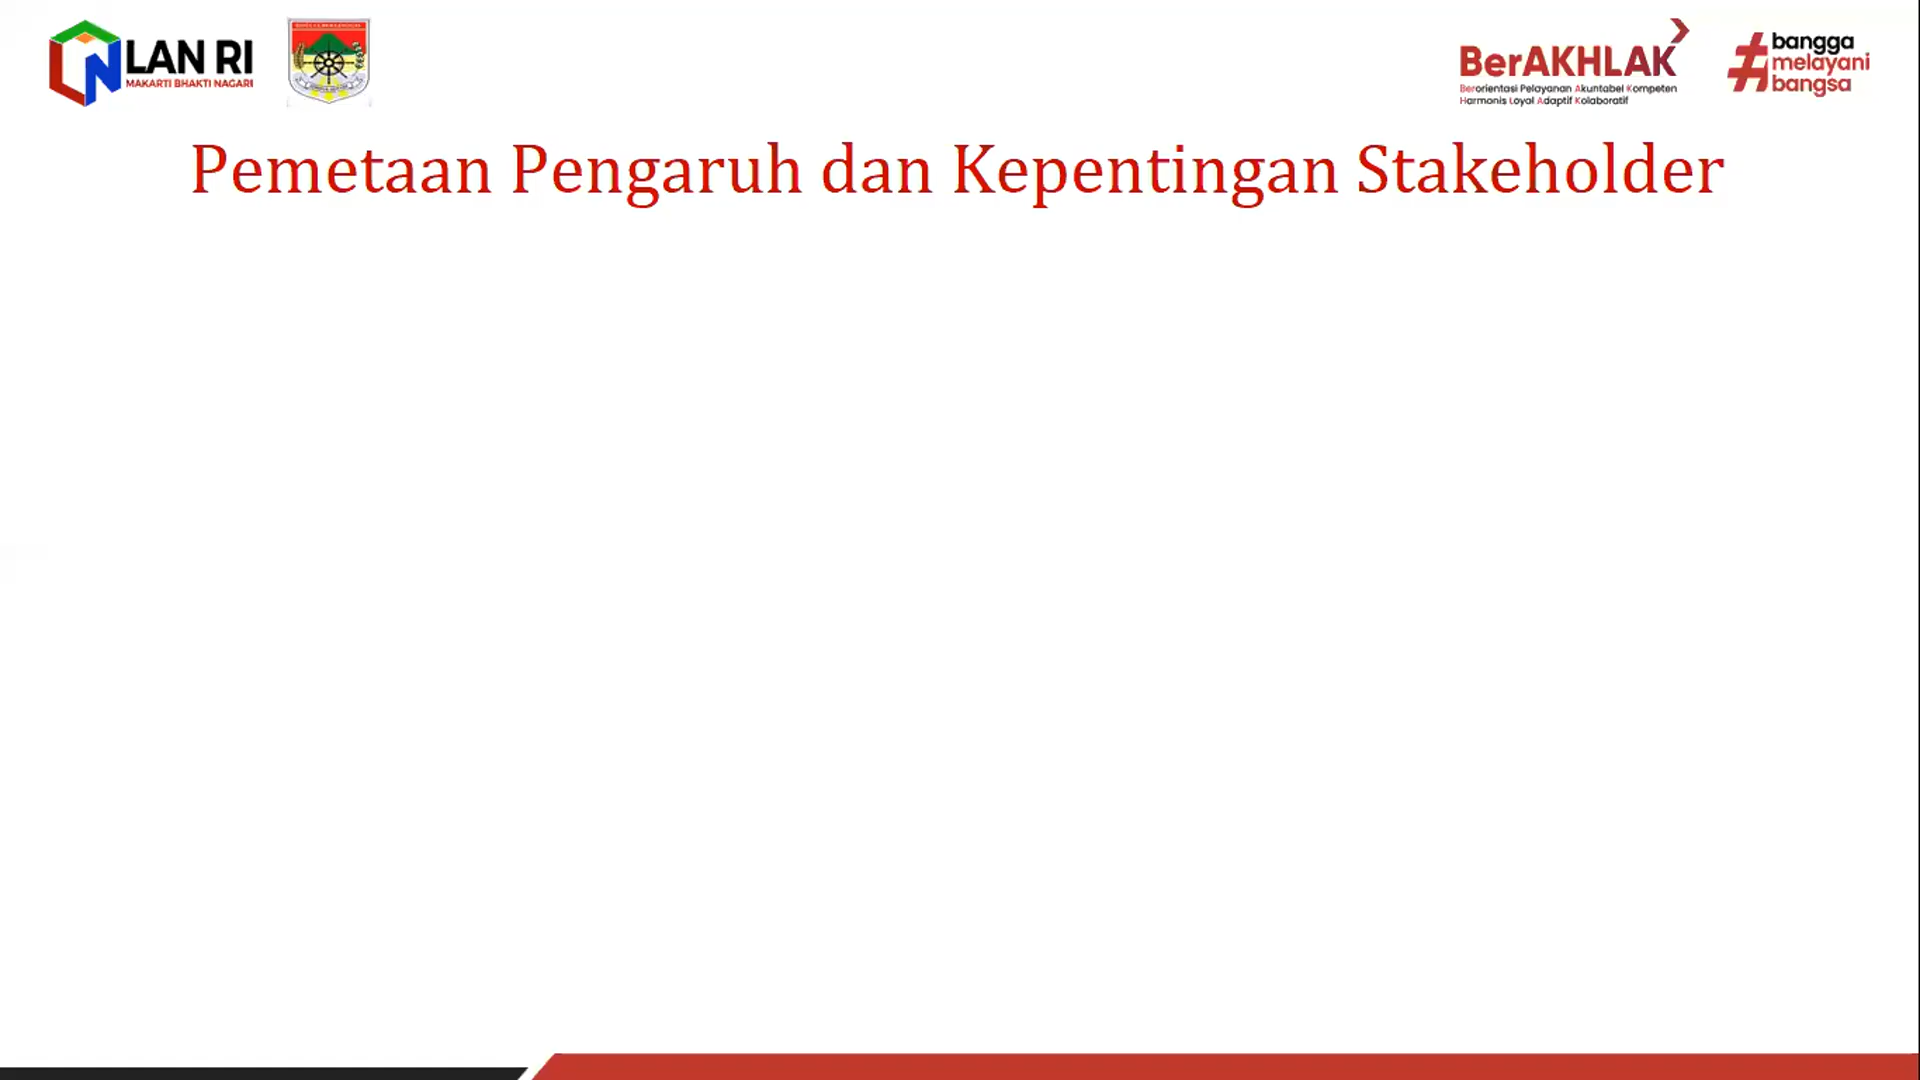 LAN RI
MAKARTI BHAKTI NAGARI
BerAKHLAK
Berorientasi Pelayanan Akuntabel Kompeten
Harmonis Loyal Adaptif Kolaboratif
#bangga
melayani
bangsa
Pemetaan Pengaruh dan Kepentingan Stakeholder